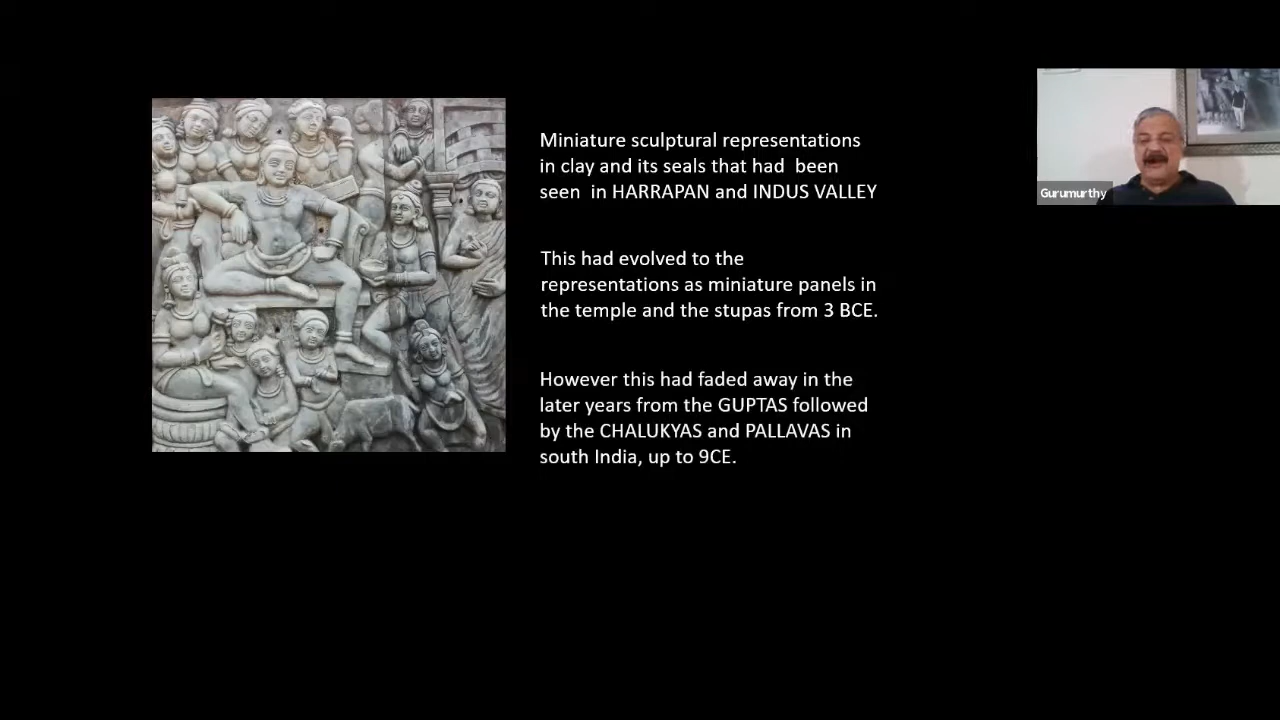 Miniature sculptural representations
in clay and its seals that had been
seen in HARRAPAN and INDUS VALLEY
This had evolved to the
representations as miniature panels in
the temple and the stupas from 3 BCE.
However this had faded away in the
later years from the GUPTAS followed
by the CHALUKYAS and PALLAVAS in
south India, up to 9CE.
Gurumurthy